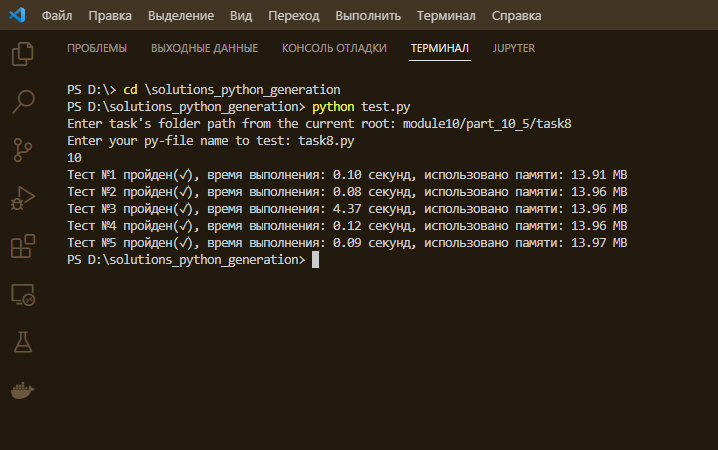 Файл Правка Выделение Вид Переход Выполнить Терминал Справка
ПРОБЛЕМЫ ВЫХОДНЫЕ ДАННЫЕ КОНСОЛЬ ОТЛАДКИ ТЕРМИНАЛ JUPYTER
PS D:\> cd \solutions_python_generation
PS D:\solutions_python_generation> python test.py
Enter task's folder path from the current root: module10/part_10_5/task8
Enter your py-file name to test: task8.py
10
Тест №1 пройден(✓), время выполнения: 0.10 секунд, использовано памяти: 13.91 MB
Тест №2 пройден(✓), время выполнения: 0.08 секунд, использовано памяти: 13.96 MB
Тест №3 пройден(✓), время выполнения: 4.37 секунд, использовано памяти: 13.96 MB
Тест №4 пройден(✓), время выполнения: 0.12 секунд, использовано памяти: 13.96 MB
Тест №5 пройден(✓), время выполнения: 0.09 секунд, использовано памяти: 13.97 MB
PS D:\solutions_python_generation>